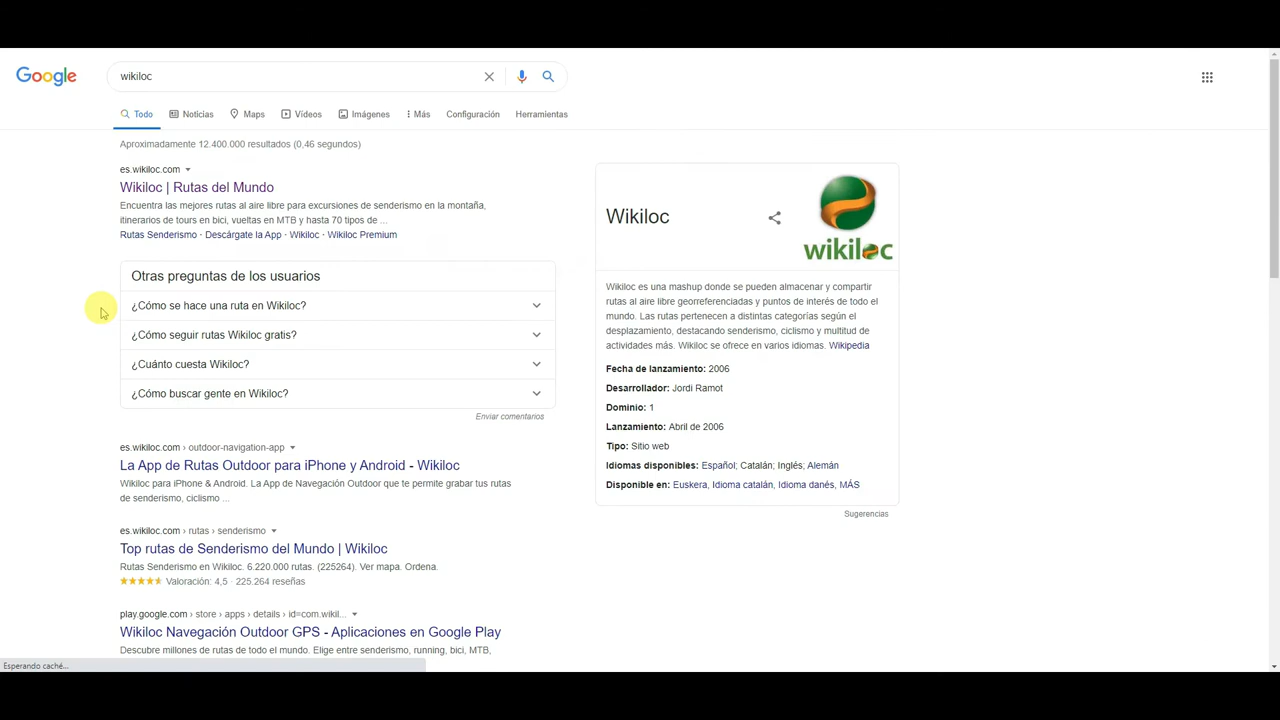 Google
wikiloc
Todo
Noticias
Maps
Vídeos
Imágenes
Más
Configuración
Herramientas
Aproximadamente 12.400.000 resultados (0,46 segundos)
es.wikiloc.com
Wikiloc | Rutas del Mundo
Encuentra las mejores rutas al aire libre para excursiones de senderismo en la montaña,
itinerarios de tours en bici, vueltas en MTB y hasta 70 tipos de ...
Rutas Senderismo · Descárgate la App · Wikiloc · Wikiloc Premium
Otras preguntas de los usuarios
¿Cómo se hace una ruta en Wikiloc?
¿Cómo seguir rutas Wikiloc gratis?
¿Cuánto cuesta Wikiloc?
¿Cómo buscar gente en Wikiloc?
Enviar comentarios
es.wikiloc.com › outdoor-navigation-app
La App de Rutas Outdoor para iPhone y Android - Wikiloc
Wikiloc para iPhone & Android. La App de Navegación Outdoor que te permite grabar tus rutas
de senderismo, ciclismo ...
es.wikiloc.com › rutas › senderismo
Top rutas de Senderismo del Mundo | Wikiloc
Rutas Senderismo en Wikiloc. 6.220.000 rutas. (225264). Ver mapa. Ordena.
Valoración: 4,5 · 225.264 reseñas
play.google.com › store › apps › details › id=com.wikil...
Wikiloc Navegación Outdoor GPS - Aplicaciones en Google Play
Descubre millones de rutas de todo el mundo. Elige entre senderismo, running, bici, MTB,
Wikiloc
wikiloc
Wikiloc es una mashup donde se pueden almacenar y compartir
rutas al aire libre georreferenciadas y puntos de interés de todo el
mundo. Las rutas pertenecen a distintas categorías según el
desplazamiento, destacando senderismo, ciclismo y multitud de
actividades más. Wikiloc se ofrece en varios idiomas. Wikipedia
Fecha de lanzamiento: 2006
Desarrollador: Jordi Ramot
Dominio: 1
Lanzamiento: Abril de 2006
Tipo: Sitio web
Idiomas disponibles: Español; Catalán; Inglés; Alemán
Disponible en: Euskera, Idioma catalán, Idioma danés, MÁS
Sugerencias
Esperando caché...